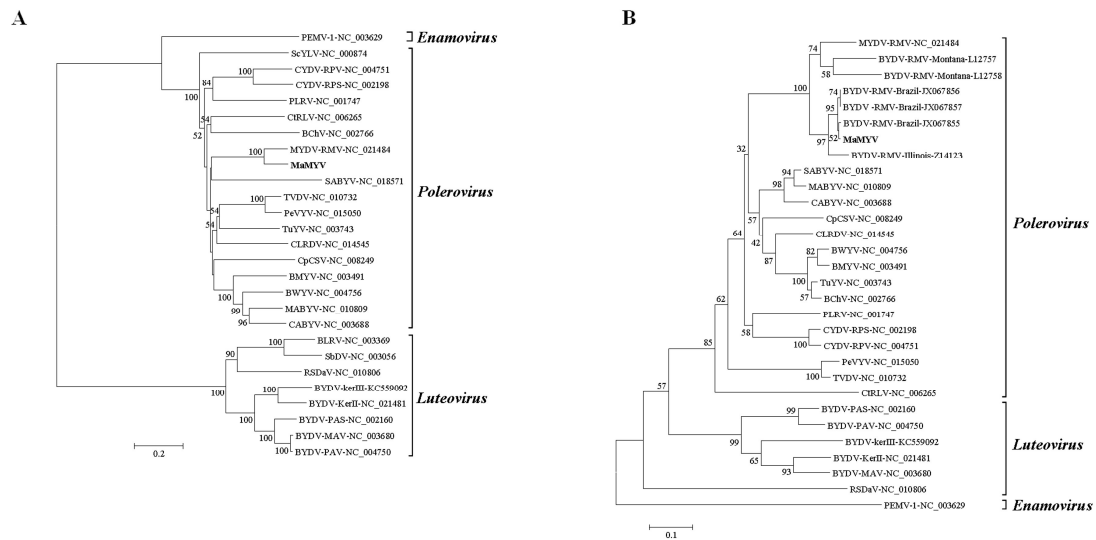 A
PEMV-1-NC_003629
Enamovirus
ScYLV-NC_000874
CYDV-RPV-NC_004751
100
84
CYDV-RPS-NC_002198
100
PLRV-NC_001747
CtRLV-NC_006265
54
52
BChV-NC_002766
MYDV-RMV-NC_021484
100
MaMYV
SABYV-NC_018571
Polerovirus
TVDV-NC_010732
100
PeVYV-NC_015050
54
TuYV-NC_003743
54
CLRDV-NC_014545
CpCSV-NC_008249
BMYV-NC_003491
100
BWYV-NC_004756
99
MABYV-NC_010809
96
CABYV-NC_003688
BLRV-NC_003369
100
90
SbDV-NC_003056
RSDaV-NC_010806
100
BYDV-kerIII-KC559092
100
Luteovirus
BYDV-KerII-NC_021481
100
BYDV-PAS-NC_002160
100
BYDV-MAV-NC_003680
100
BYDV-PAV-NC_004750
0.2
B
MYDV-RMV-NC_021484
74
BYDV-RMV-Montana-L12757
58
BYDV-RMV-Montana-L12758
100
74
BYDV-RMV-Brazil-JX067856
95
BYDV -RMV-Brazil-JX067857
BYDV-RMV-Brazil-JX067855
52
MaMYV
97
BYDV-RMV-Illinois-Z14123
32
94
SABYV-NC_018571
98
MABYV-NC_010809
CABYV-NC_003688
57
CpCSV-NC_008249
Polerovirus
64
42
CLRDV-NC_014545
87
82
BWYV-NC_004756
BMYV-NC_003491
100
TuYV-NC_003743
57
BChV-NC_002766
62
PLRV-NC_001747
58
CYDV-RPS-NC_002198
100
CYDV-RPV-NC_004751
85
PeVYV-NC_015050
100
TVDV-NC_010732
57
CtRLV-NC_006265
BYDV-PAS-NC_002160
99
BYDV-PAV-NC_004750
99
BYDV-kerIII-KC559092
Luteovirus
65
BYDV-KerII-NC_021481
93
BYDV-MAV-NC_003680
RSDaV-NC_010806
PEMV-1-NC_003629
Enamovirus
0.1